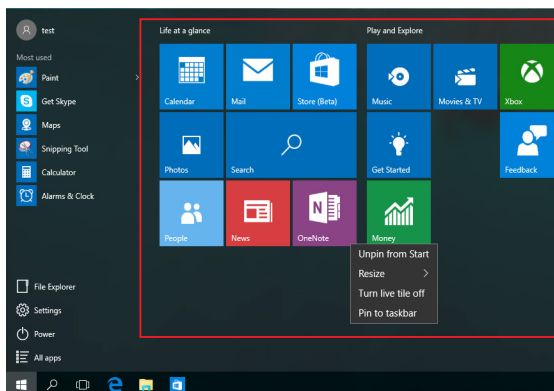 test
Most used
Paint
Get Skype
Maps
Snipping Tool
Calculator
Alarms & Clock
File Explorer
Settings
Power
All apps
Life at a glance
Calendar
Mail
Store (Beta)
Photos
Search
People
News
OneNote
Play and Explore
Music
Movies & TV
Xbox
Get Started
Feedback
Money
Unpin from Start
Resize
Turn live tile off
Pin to taskbar